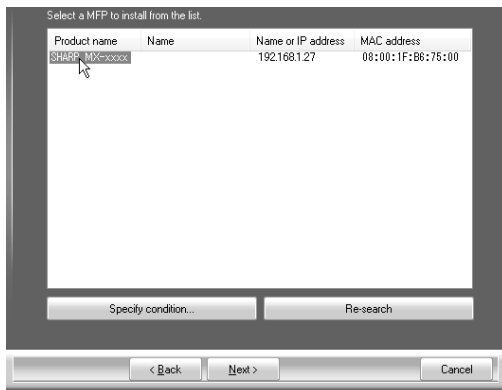 Select a MFP to install from the list.
Product name Name Name or IP address MAC address
SHARP MX-xxxx 192.168.1.27 08:00:1F:B6:75:00
Specify condition... Re-search
< Back Next > Cancel